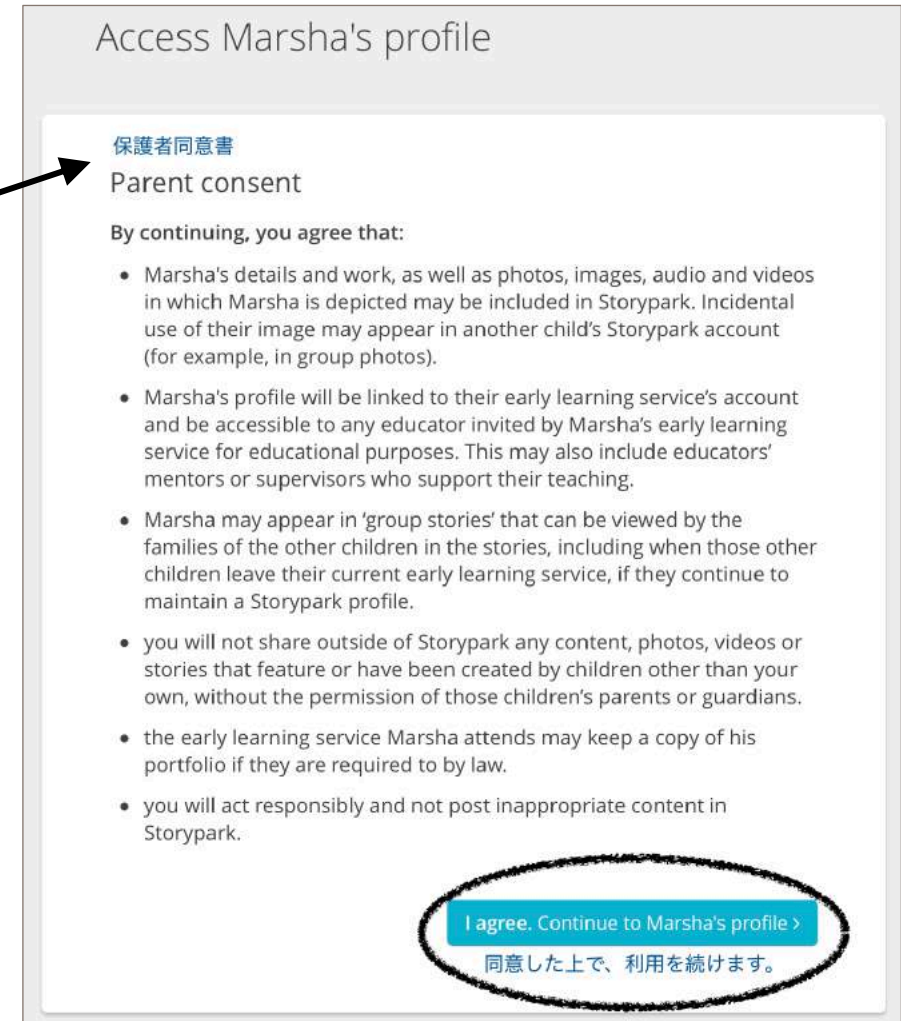 Access Marsha's profile
保護者同意書
Parent consent
By continuing, you agree that:
• Marsha's details and work, as well as photos, images, audio and videos
in which Marsha is depicted may be included in Storypark. Incidental
use of their image may appear in another child's Storypark account
(for example, in group photos).
• Marsha's profile will be linked to their early learning service's account
and be accessible to any educator invited by Marsha's early learning
service for educational purposes. This may also include educators'
mentors or supervisors who support their teaching.
• Marsha may appear in 'group stories' that can be viewed by the
families of the other children in the stories, including when those other
children leave their current early learning service, if they continue to
maintain a Storypark profile.
• you will not share outside of Storypark any content, photos, videos or
stories that feature or have been created by children other than your
own, without the permission of those children's parents or guardians.
• the early learning service Marsha attends may keep a copy of his
portfolio if they are required to by law.
• you will act responsibly and not post inappropriate content in
Storypark.
I agree. Continue to Marsha's profile ›
同意した上で、利用を続けます。